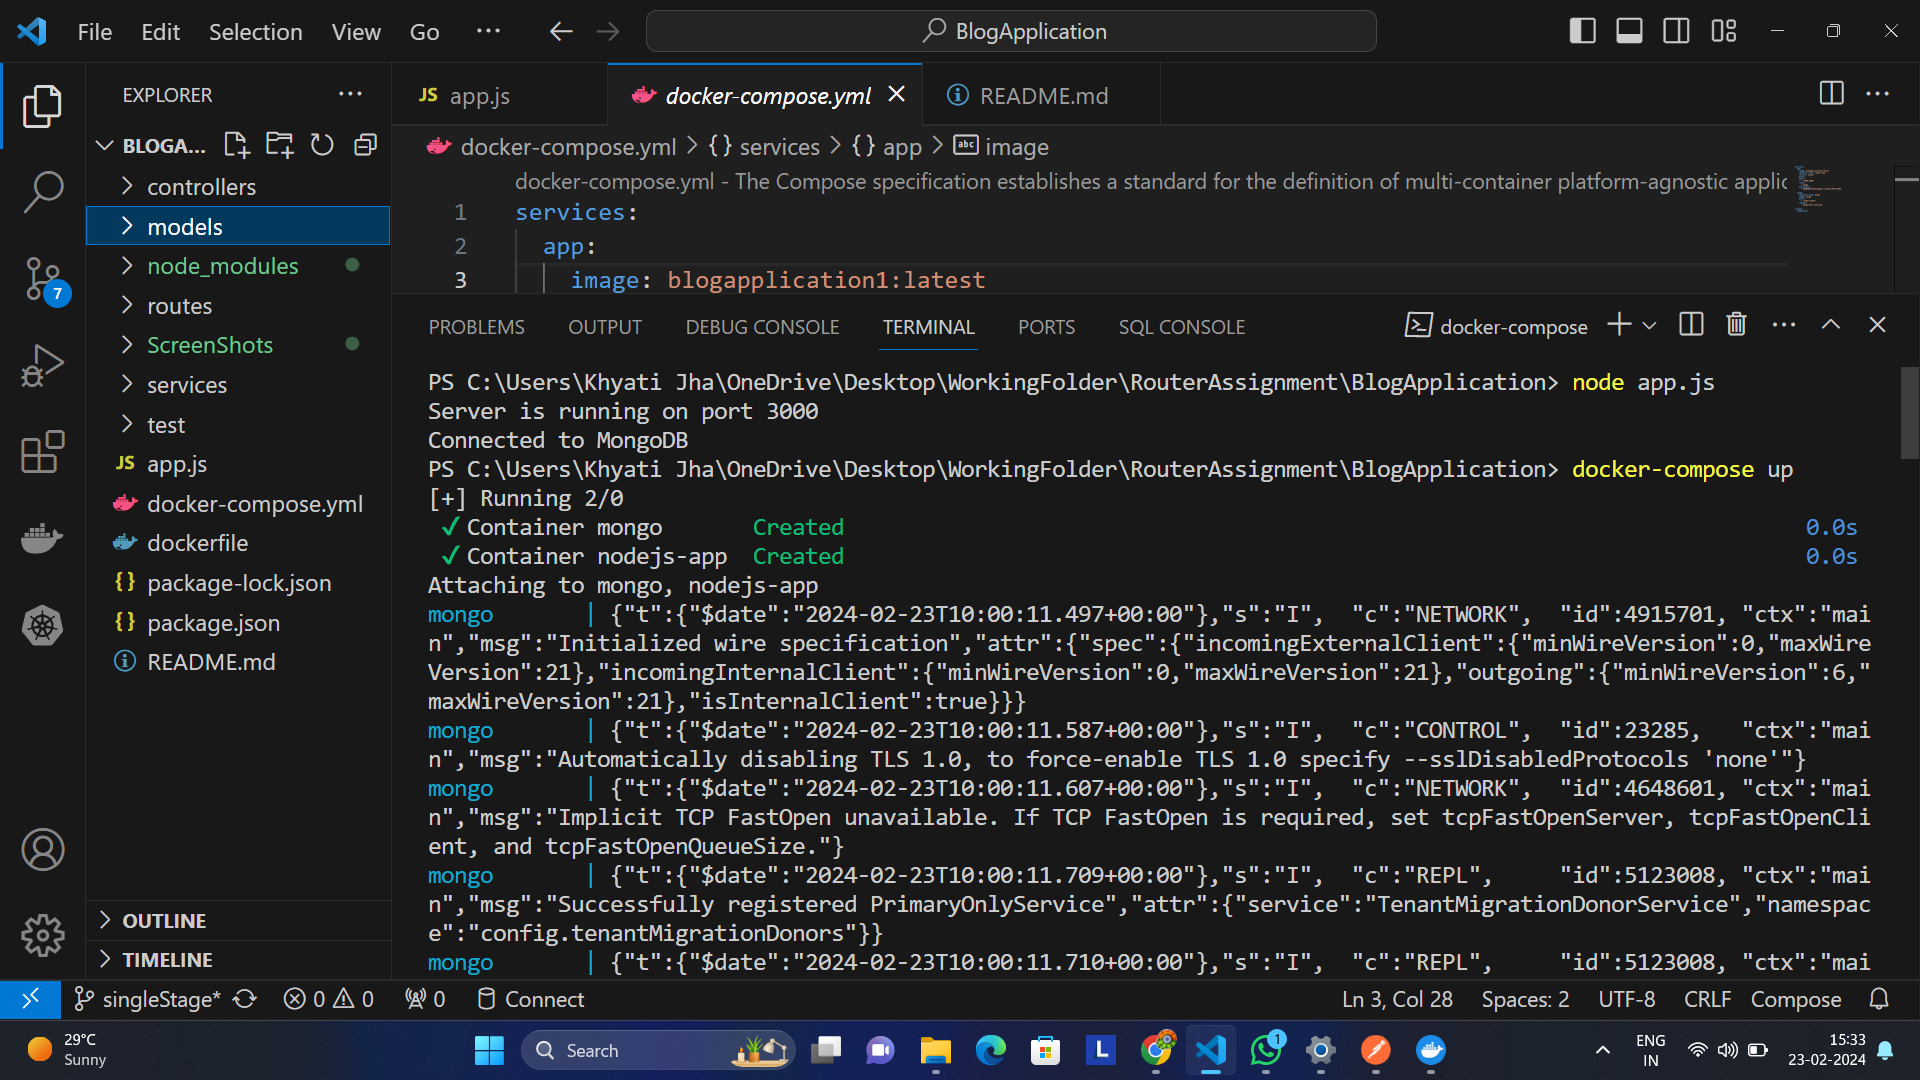 File Edit Selection View Go ··· BlogApplication
EXPLORER ···
BLOGA...
controllers
models
node_modules
routes
ScreenShots
services
test
JS app.js
docker-compose.yml
dockerfile
{} package-lock.json
{} package.json
README.md
OUTLINE
TIMELINE
7
JS app.js docker-compose.yml README.md
docker-compose.yml > {} services > {} app > abc image
docker-compose.yml - The Compose specification establishes a standard for the definition of multi-container platform-agnostic applic
1 services:
2 app:
3 image: blogapplication1:latest
PROBLEMS OUTPUT DEBUG CONSOLE TERMINAL PORTS SQL CONSOLE docker-compose
PS C:\Users\Khyati Jha\OneDrive\Desktop\WorkingFolder\RouterAssignment\BlogApplication> node app.js
Server is running on port 3000
Connected to MongoDB
PS C:\Users\Khyati Jha\OneDrive\Desktop\WorkingFolder\RouterAssignment\BlogApplication> docker-compose up
[+] Running 2/0
✓ Container mongo Created 0.0s
✓ Container nodejs-app Created 0.0s
Attaching to mongo, nodejs-app
mongo | {"t":{"$date":"2024-02-23T10:00:11.497+00:00"},"s":"I", "c":"NETWORK", "id":4915701, "ctx":"mai
n","msg":"Initialized wire specification","attr":{"spec":{"incomingExternalClient":{"minWireVersion":0,"maxWire
Version":21},"incomingInternalClient":{"minWireVersion":0,"maxWireVersion":21},"outgoing":{"minWireVersion":6,"
maxWireVersion":21},"isInternalClient":true}}}
mongo | {"t":{"$date":"2024-02-23T10:00:11.587+00:00"},"s":"I", "c":"CONTROL", "id":23285, "ctx":"mai
n","msg":"Automatically disabling TLS 1.0, to force-enable TLS 1.0 specify --sslDisabledProtocols 'none'"}
mongo | {"t":{"$date":"2024-02-23T10:00:11.607+00:00"},"s":"I", "c":"NETWORK", "id":4648601, "ctx":"mai
n","msg":"Implicit TCP FastOpen unavailable. If TCP FastOpen is required, set tcpFastOpenServer, tcpFastOpenCli
ent, and tcpFastOpenQueueSize."}
mongo | {"t":{"$date":"2024-02-23T10:00:11.709+00:00"},"s":"I", "c":"REPL", "id":5123008, "ctx":"mai
n","msg":"Successfully registered PrimaryOnlyService","attr":{"service":"TenantMigrationDonorService","namespac
e":"config.tenantMigrationDonors"}}
mongo | {"t":{"$date":"2024-02-23T10:00:11.710+00:00"},"s":"I", "c":"REPL", "id":5123008, "ctx":"mai
singleStage* 0 0 0 Connect Ln 3, Col 28 Spaces: 2 UTF-8 CRLF Compose
29°C
Sunny
Search
L
1
ENG
IN
15:33
23-02-2024